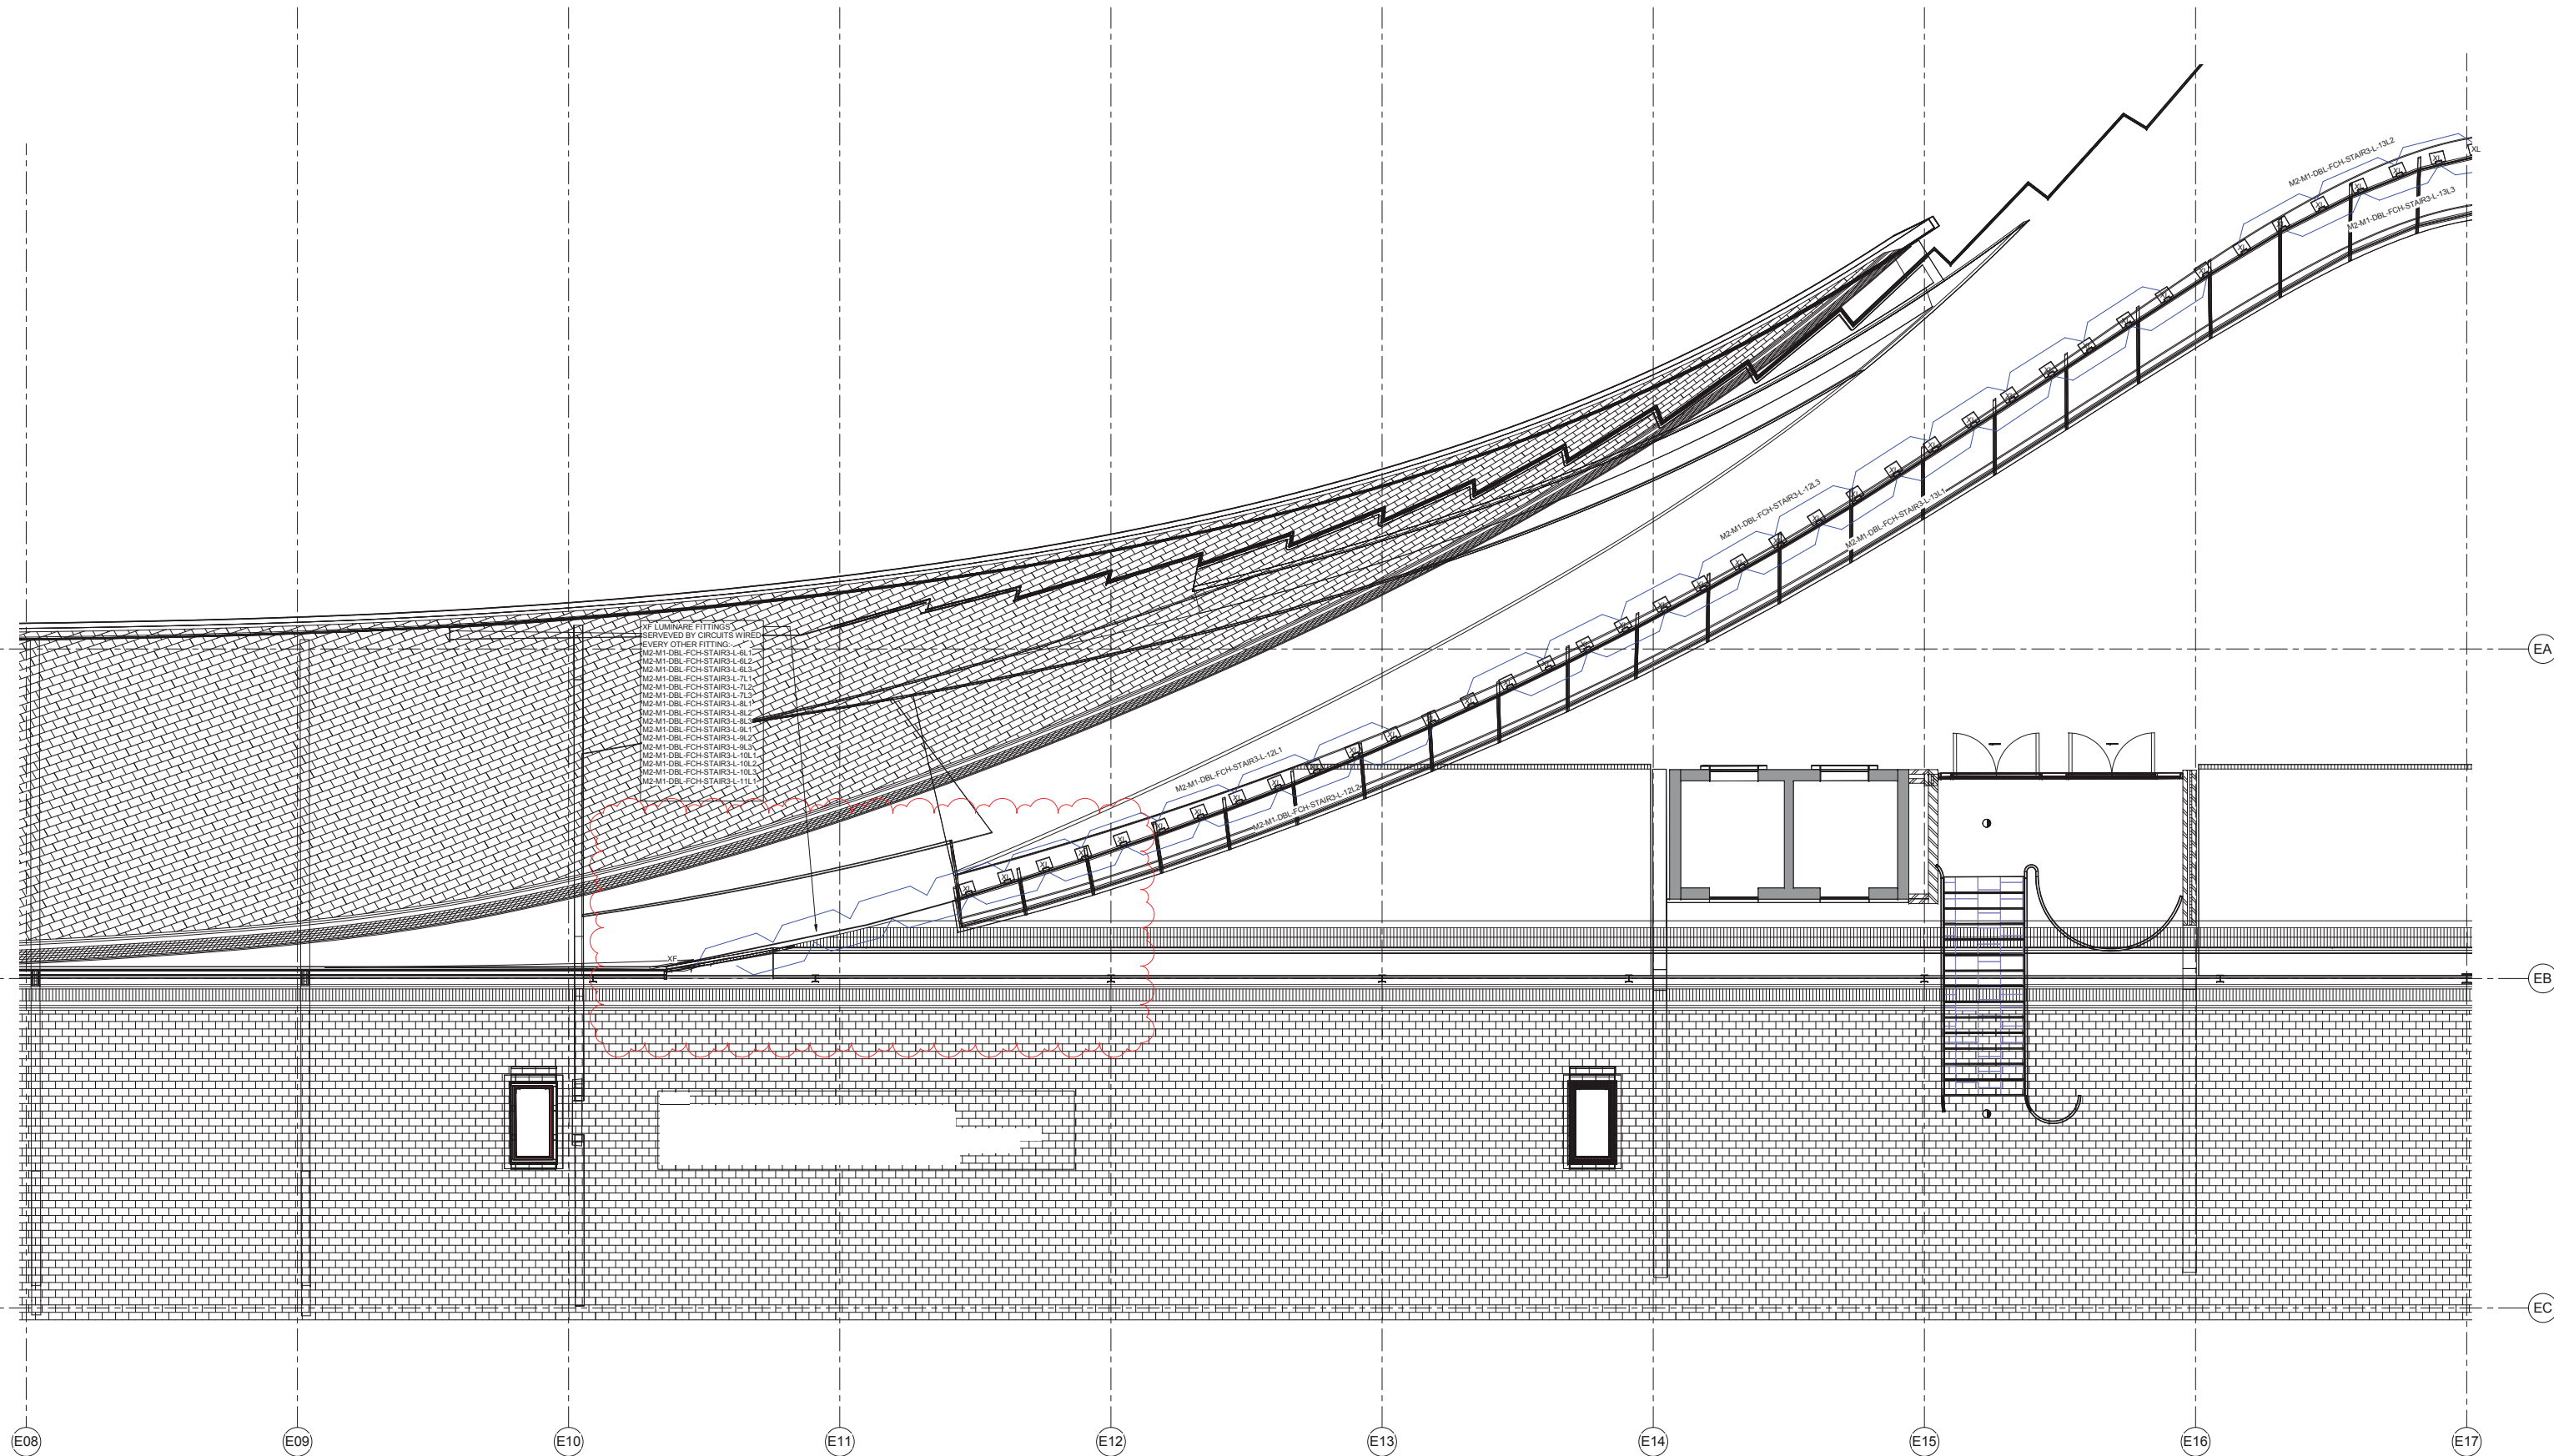 M2-M1-DBL-FCH-STAIR3-L-13L2
XL
M2-M1-DBL-FCH-STAIR3-L-13L3
M2-M1-DBL-FCH-STAIR3-L-12L3
M2-M1-DBL-FCH-STAIR3-L-13L1
XF LUMINARE FITTINGS
SERVEVED BY CIRCUITS WIRED
EVERY OTHER FITTING:
M2-M1-DBL-FCH-STAIR3-L-6L1
M2-M1-DBL-FCH-STAIR3-L-6L2
M2-M1-DBL-FCH-STAIR3-L-6L3
M2-M1-DBL-FCH-STAIR3-L-7L1
M2-M1-DBL-FCH-STAIR3-L-7L2
M2-M1-DBL-FCH-STAIR3-L-7L3
M2-M1-DBL-FCH-STAIR3-L-8L1
M2-M1-DBL-FCH-STAIR3-L-8L2
M2-M1-DBL-FCH-STAIR3-L-8L3
M2-M1-DBL-FCH-STAIR3-L-9L1
M2-M1-DBL-FCH-STAIR3-L-9L2
M2-M1-DBL-FCH-STAIR3-L-9L3
M2-M1-DBL-FCH-STAIR3-L-10L1
M2-M1-DBL-FCH-STAIR3-L-10L2
M2-M1-DBL-FCH-STAIR3-L-10L3
M2-M1-DBL-FCH-STAIR3-L-11L1
EA
M2-M1-DBL-FCH-STAIR3-L-12L1
M2-M1-DBL-FCH-STAIR3-L-12L2
XF
EB
EC
E08
E09
E10
E11
E12
E13
E14
E15
E16
E17